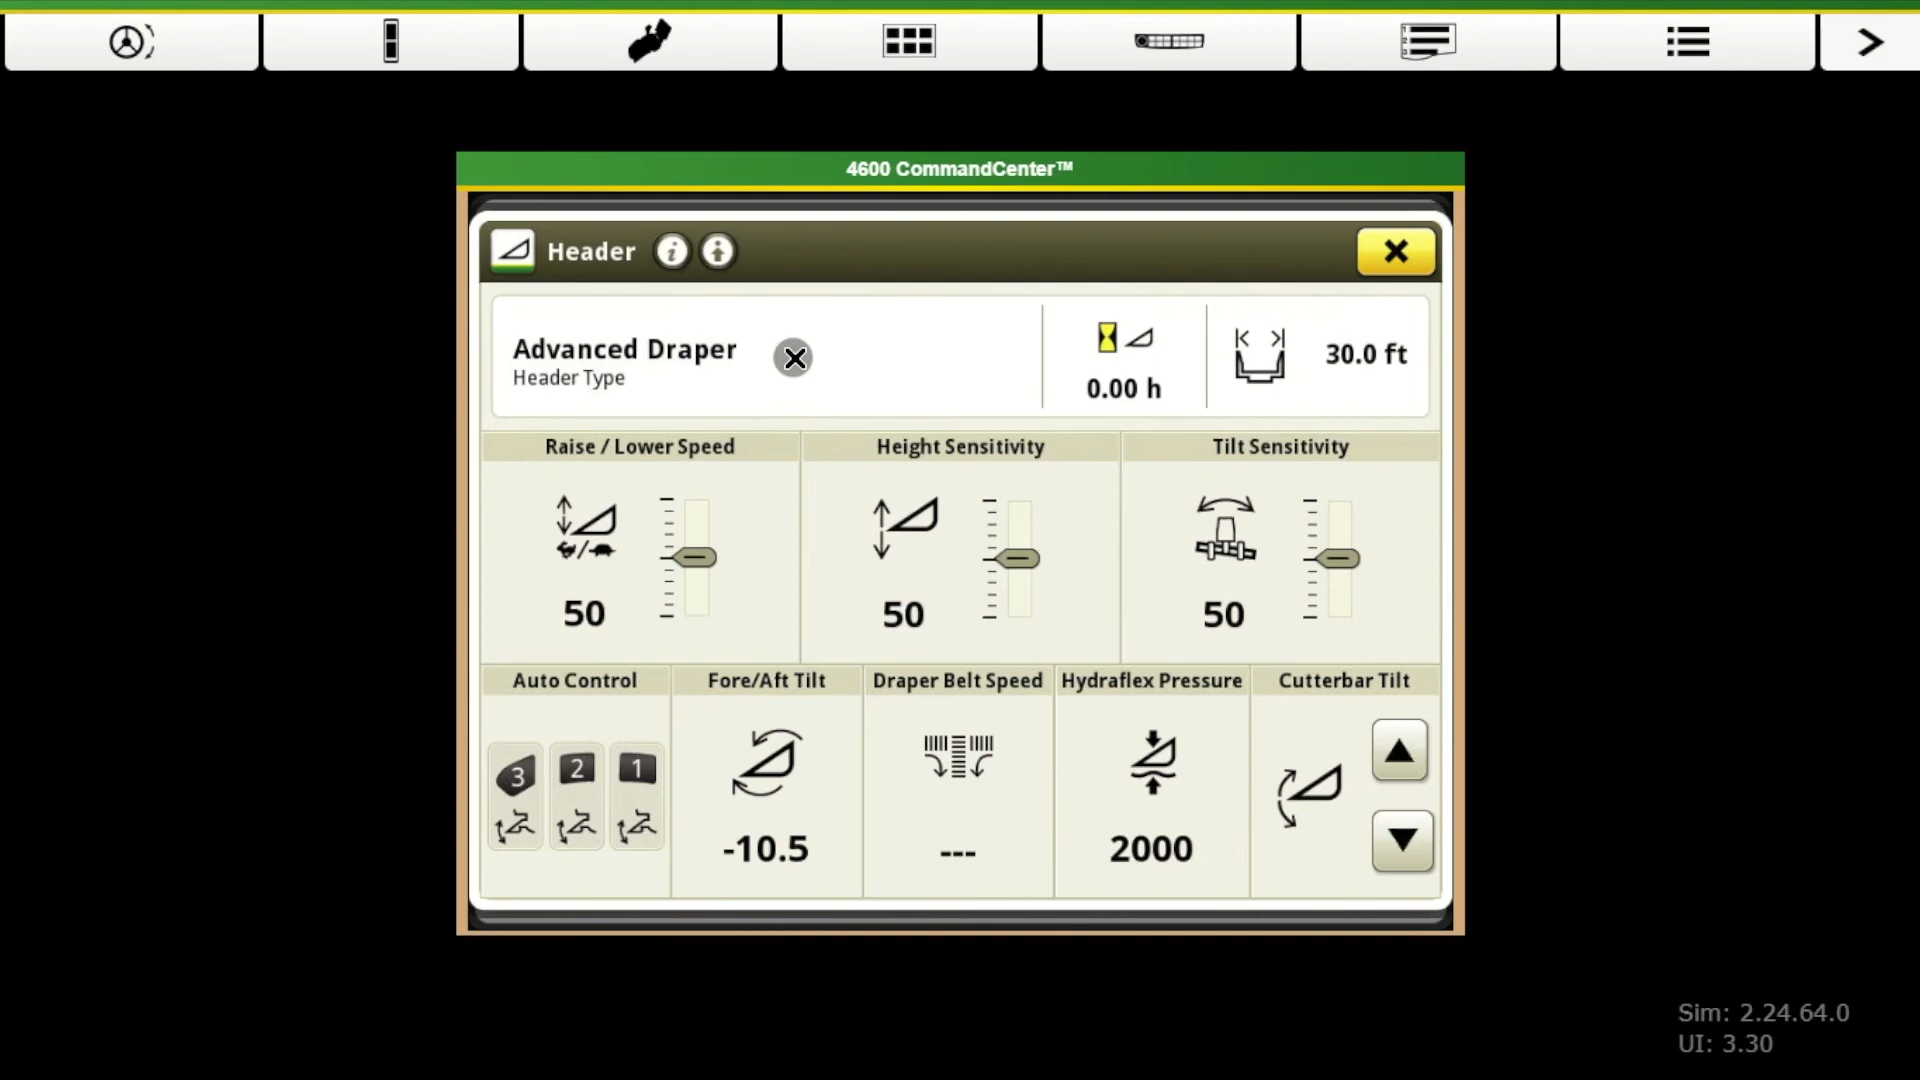 4600 CommandCenter™
Header
Advanced Draper
Header Type
0.00 h
30.0 ft
Raise / Lower Speed
Height Sensitivity
Tilt Sensitivity
50
50
50
Auto Control
Fore/Aft Tilt
Draper Belt Speed
Hydraflex Pressure
Cutterbar Tilt
3
2
1
-10.5
---
2000
Sim: 2.24.64.0
UI: 3.30